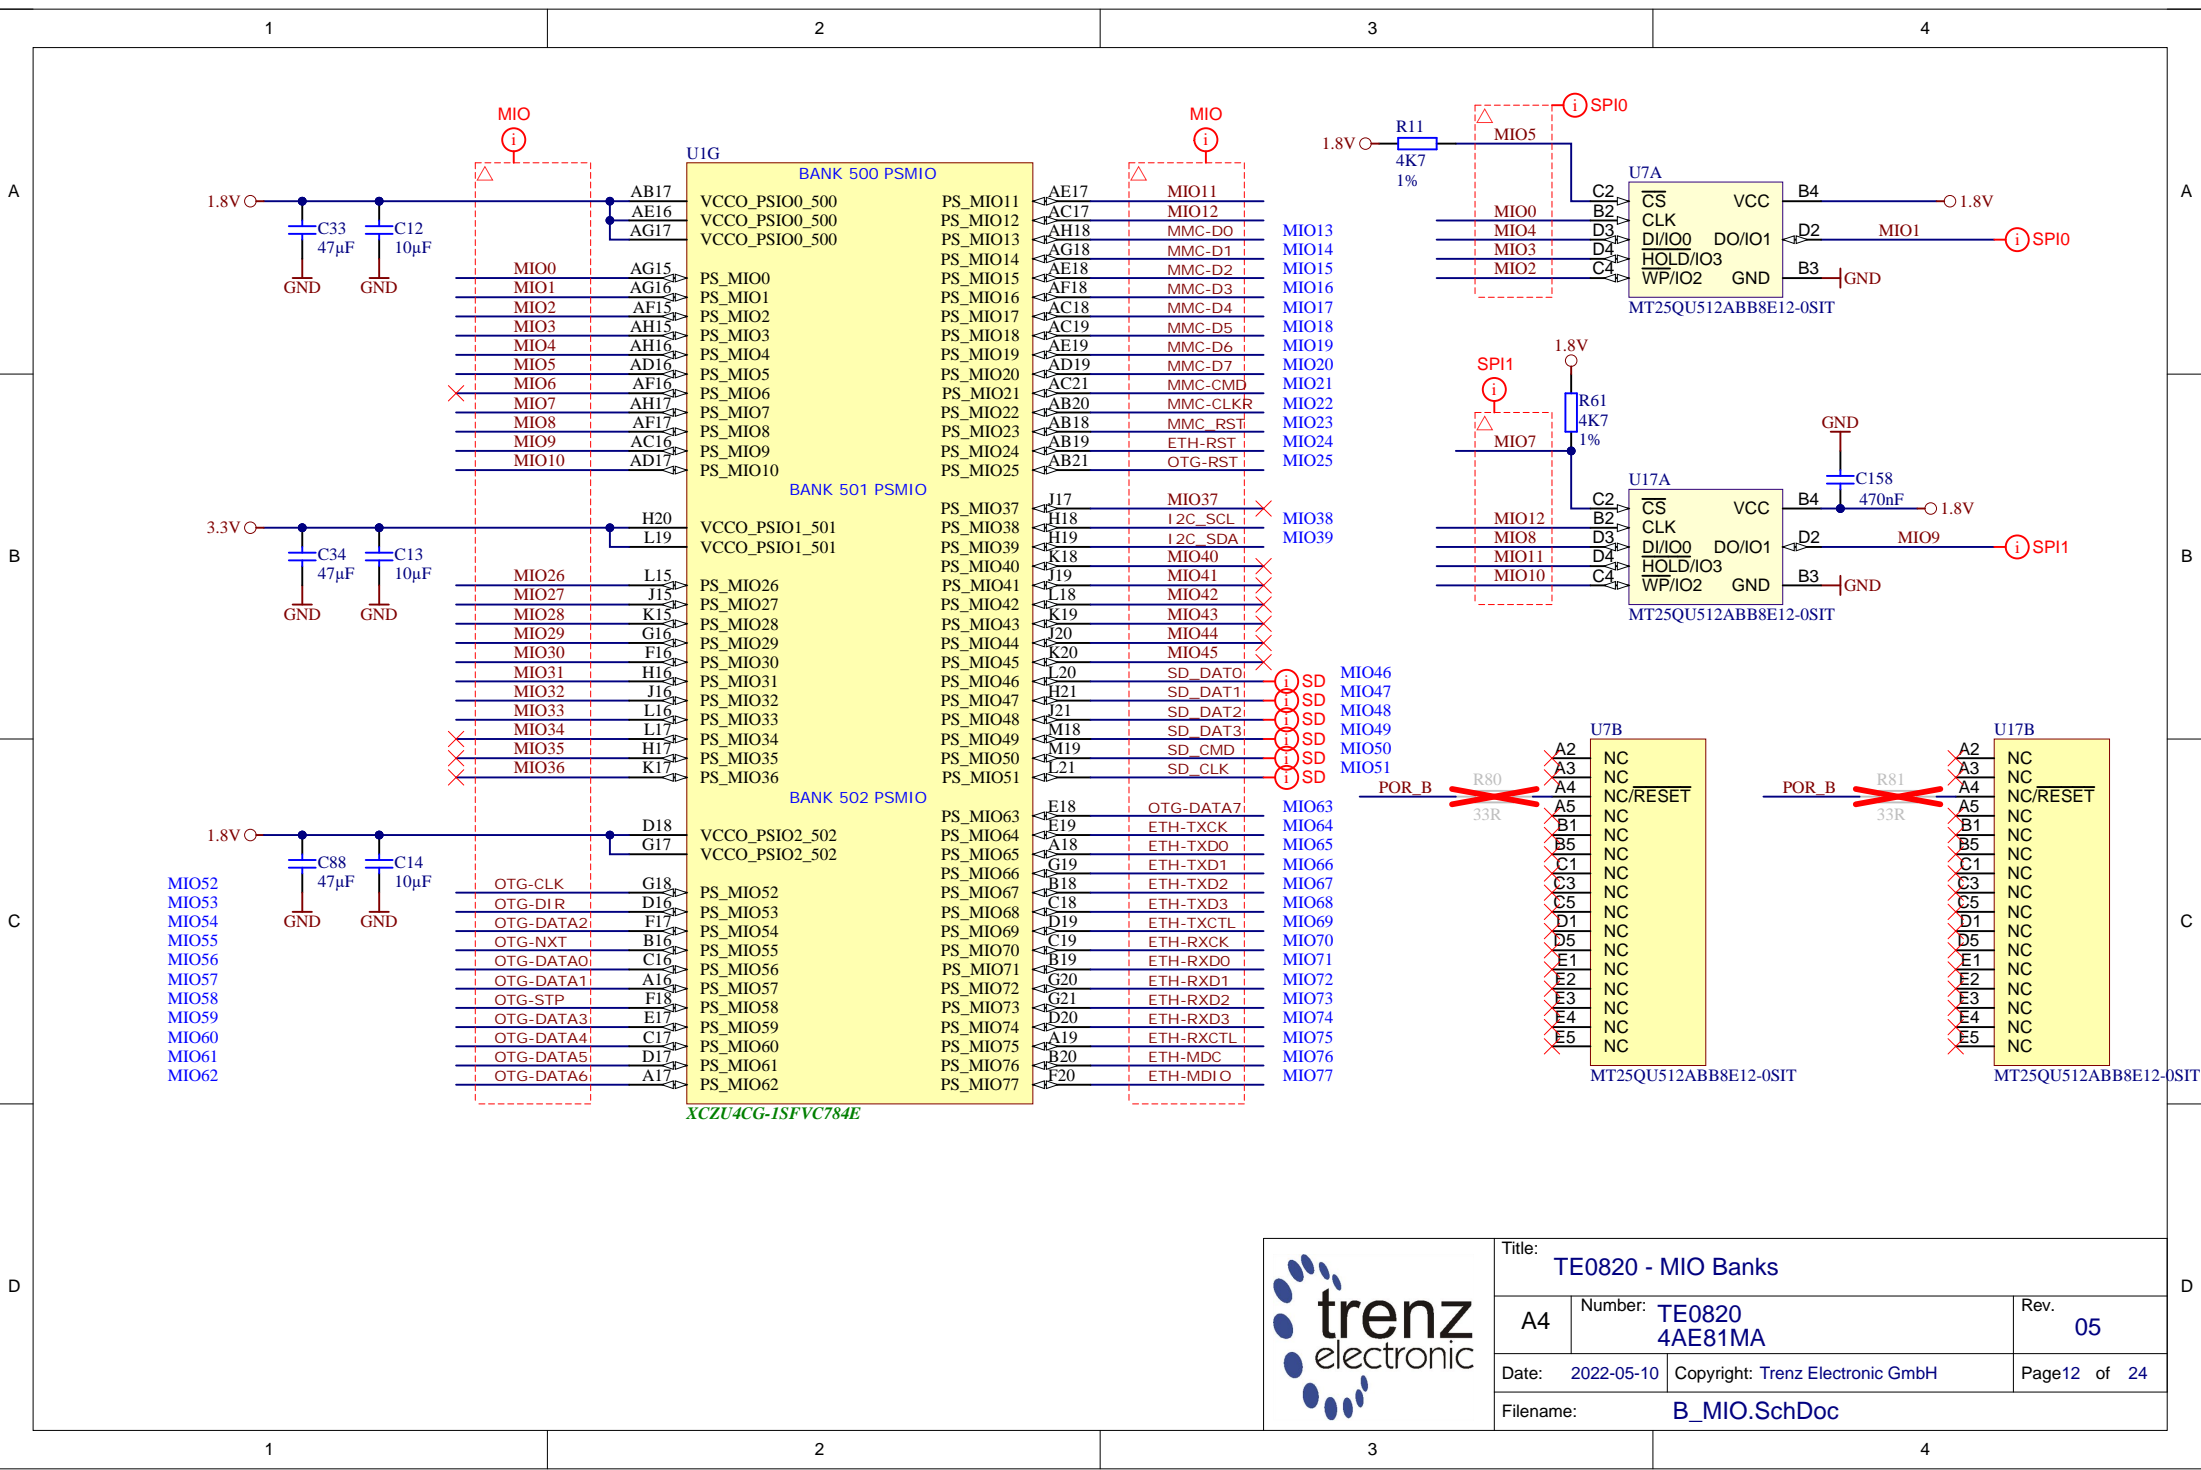 1 2 3 4
A
B
C
D
MIO
1.8V
C33
47µF
C12
10µF
GND GND
MIO0 AG15
MIO1 AG16
MIO2 AF15
MIO3 AH15
MIO4 AH16
MIO5 AD16
MIO6 AF16
MIO7 AH17
MIO8 AF17
MIO9 AC16
MIO10 AD17
3.3V
C34
47µF
C13
10µF
GND GND
MIO26 L15
MIO27 J15
MIO28 K15
MIO29 G16
MIO30 F16
MIO31 H16
MIO32 J16
MIO33 L16
MIO34 L17
MIO35 H17
MIO36 K17
1.8V
C88
47µF
C14
10µF
GND GND
MIO52 OTG-CLK G18
MIO53 OTG-DIR D16
MIO54 OTG-DATA2 F17
MIO55 OTG-NXT B16
MIO56 OTG-DATA0 C16
MIO57 OTG-DATA1 A16
MIO58 OTG-STP F18
MIO59 OTG-DATA3 E17
MIO60 OTG-DATA4 C17
MIO61 OTG-DATA5 D17
MIO62 OTG-DATA6 A17
U1G
BANK 500 PSMIO
AB17 VCCO_PSIO0_500
AE16 VCCO_PSIO0_500
AG17 VCCO_PSIO0_500
PS_MIO0
PS_MIO1
PS_MIO2
PS_MIO3
PS_MIO4
PS_MIO5
PS_MIO6
PS_MIO7
PS_MIO8
PS_MIO9
PS_MIO10
BANK 501 PSMIO
H20 VCCO_PSIO1_501
L19 VCCO_PSIO1_501
PS_MIO26
PS_MIO27
PS_MIO28
PS_MIO29
PS_MIO30
PS_MIO31
PS_MIO32
PS_MIO33
PS_MIO34
PS_MIO35
PS_MIO36
BANK 502 PSMIO
D18 VCCO_PSIO2_502
G17 VCCO_PSIO2_502
PS_MIO52
PS_MIO53
PS_MIO54
PS_MIO55
PS_MIO56
PS_MIO57
PS_MIO58
PS_MIO59
PS_MIO60
PS_MIO61
PS_MIO62
XCZU4CG-1SFVC784E
MIO
PS_MIO11 AE17 MIO11
PS_MIO12 AC17 MIO12
PS_MIO13 AH18 MMC-D0 MIO13
PS_MIO14 AG18 MMC-D1 MIO14
PS_MIO15 AE18 MMC-D2 MIO15
PS_MIO16 AF18 MMC-D3 MIO16
PS_MIO17 AC18 MMC-D4 MIO17
PS_MIO18 AC19 MMC-D5 MIO18
PS_MIO19 AE19 MMC-D6 MIO19
PS_MIO20 AD19 MMC-D7 MIO20
PS_MIO21 AC21 MMC-CMD MIO21
PS_MIO22 AB20 MMC-CLKR MIO22
PS_MIO23 AB18 MMC_RST MIO23
PS_MIO24 AB19 ETH-RST MIO24
PS_MIO25 AB21 OTG-RST MIO25
PS_MIO37 J17 MIO37
PS_MIO38 H18 I2C_SCL MIO38
PS_MIO39 H19 I2C_SDA MIO39
PS_MIO40 K18 MIO40
PS_MIO41 J19 MIO41
PS_MIO42 L18 MIO42
PS_MIO43 K19 MIO43
PS_MIO44 J20 MIO44
PS_MIO45 K20 MIO45
PS_MIO46 L20 SD_DAT0 i SD MIO46
PS_MIO47 H21 SD_DAT1 i SD MIO47
PS_MIO48 J21 SD_DAT2 i SD MIO48
PS_MIO49 M18 SD_DAT3 i SD MIO49
PS_MIO50 M19 SD_CMD i SD MIO50
PS_MIO51 L21 SD_CLK i SD MIO51
PS_MIO63 E18 OTG-DATA7 MIO63
PS_MIO64 E19 ETH-TXCK MIO64
PS_MIO65 A18 ETH-TXD0 MIO65
PS_MIO66 G19 ETH-TXD1 MIO66
PS_MIO67 B18 ETH-TXD2 MIO67
PS_MIO68 C18 ETH-TXD3 MIO68
PS_MIO69 D19 ETH-TXCTL MIO69
PS_MIO70 C19 ETH-RXCK MIO70
PS_MIO71 B19 ETH-RXD0 MIO71
PS_MIO72 G20 ETH-RXD1 MIO72
PS_MIO73 G21 ETH-RXD2 MIO73
PS_MIO74 D20 ETH-RXD3 MIO74
PS_MIO75 A19 ETH-RXCTL MIO75
PS_MIO76 B20 ETH-MDC MIO76
PS_MIO77 F20 ETH-MDIO MIO77
i SPI0
1.8V R11 MIO5
4K7
1%
U7A
C2 CS VCC B4 1.8V
MIO0 B2 CLK
MIO4 D3 DI/IO0 DO/IO1 D2 MIO1 i SPI0
MIO3 D4 HOLD/IO3
MIO2 C4 WP/IO2 GND B3 GND
MT25QU512ABB8E12-0SIT
SPI1
1.8V
R61
4K7
1%
MIO7
GND
C158
470nF
U17A
C2 CS VCC B4 1.8V
MIO12 B2 CLK
MIO8 D3 DI/IO0 DO/IO1 D2 MIO9 i SPI1
MIO11 D4 HOLD/IO3
MIO10 C4 WP/IO2 GND B3 GND
MT25QU512ABB8E12-0SIT
U7B
A2 NC
A3 NC
POR_B R80 33R A4 NC/RESET
A5 NC
B1 NC
B5 NC
C1 NC
C3 NC
C5 NC
D1 NC
D5 NC
E1 NC
E2 NC
E3 NC
E4 NC
E5 NC
MT25QU512ABB8E12-0SIT
U17B
A2 NC
A3 NC
POR_B R81 33R A4 NC/RESET
A5 NC
B1 NC
B5 NC
C1 NC
C3 NC
C5 NC
D1 NC
D5 NC
E1 NC
E2 NC
E3 NC
E4 NC
E5 NC
MT25QU512ABB8E12-0SIT
trenz
electronic
Title: TE0820 - MIO Banks
A4 Number: TE0820
4AE81MA
Rev. 05
Date: 2022-05-10 Copyright: Trenz Electronic GmbH Page12 of 24
Filename: B_MIO.SchDoc
A
B
C
D
1 2 3 4